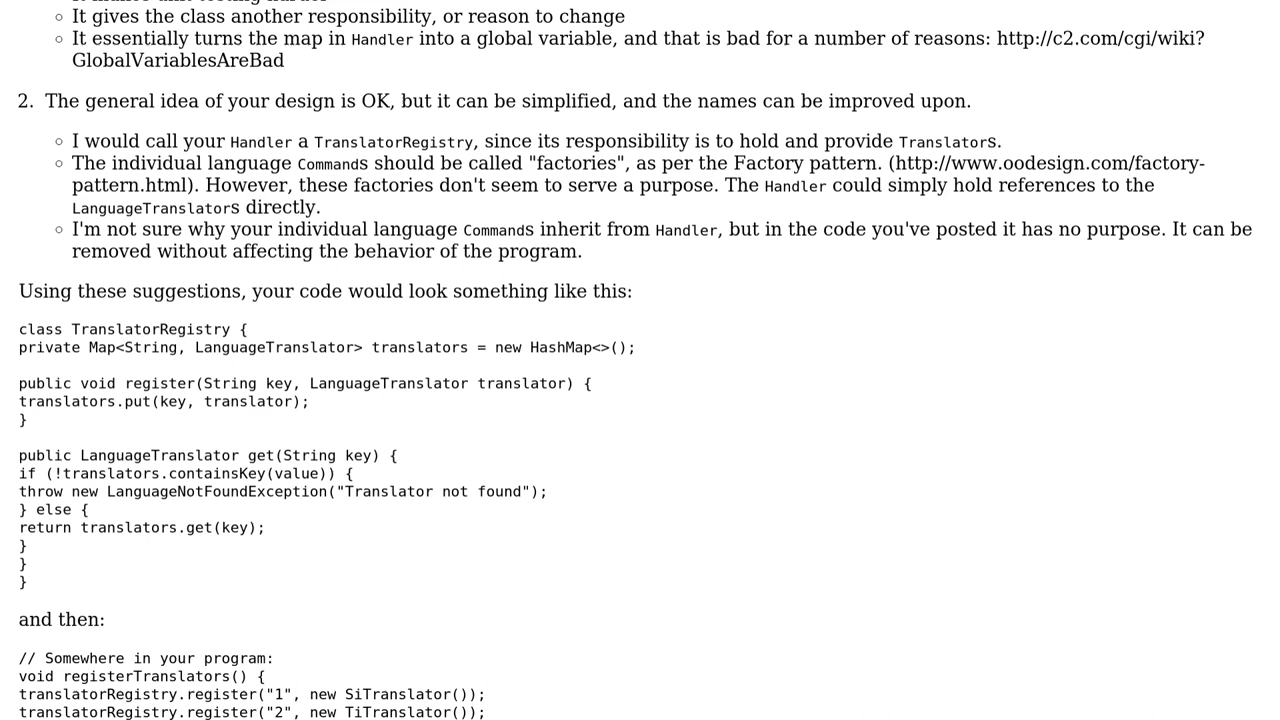 It gives the class another responsibility, or reason to change
It essentially turns the map in Handler into a global variable, and that is bad for a number of reasons: http://c2.com/cgi/wiki?
GlobalVariablesAreBad
2. The general idea of your design is OK, but it can be simplified, and the names can be improved upon.
I would call your Handler a TranslatorRegistry, since its responsibility is to hold and provide Translators.
The individual language Commands should be called "factories", as per the Factory pattern. (http://www.oodesign.com/factory-
pattern.html). However, these factories don't seem to serve a purpose. The Handler could simply hold references to the
LanguageTranslators directly.
I'm not sure why your individual language Commands inherit from Handler, but in the code you've posted it has no purpose. It can be
removed without affecting the behavior of the program.
Using these suggestions, your code would look something like this:
class TranslatorRegistry {
private Map<String, LanguageTranslator> translators = new HashMap<>();
public void register(String key, LanguageTranslator translator) {
translators.put(key, translator);
}
public LanguageTranslator get(String key) {
if (!translators.containsKey(value)) {
throw new LanguageNotFoundException("Translator not found");
} else {
return translators.get(key);
}
}
}
and then:
// Somewhere in your program:
void registerTranslators() {
translatorRegistry.register("1", new SiTranslator());
translatorRegistry.register("2", new TiTranslator());